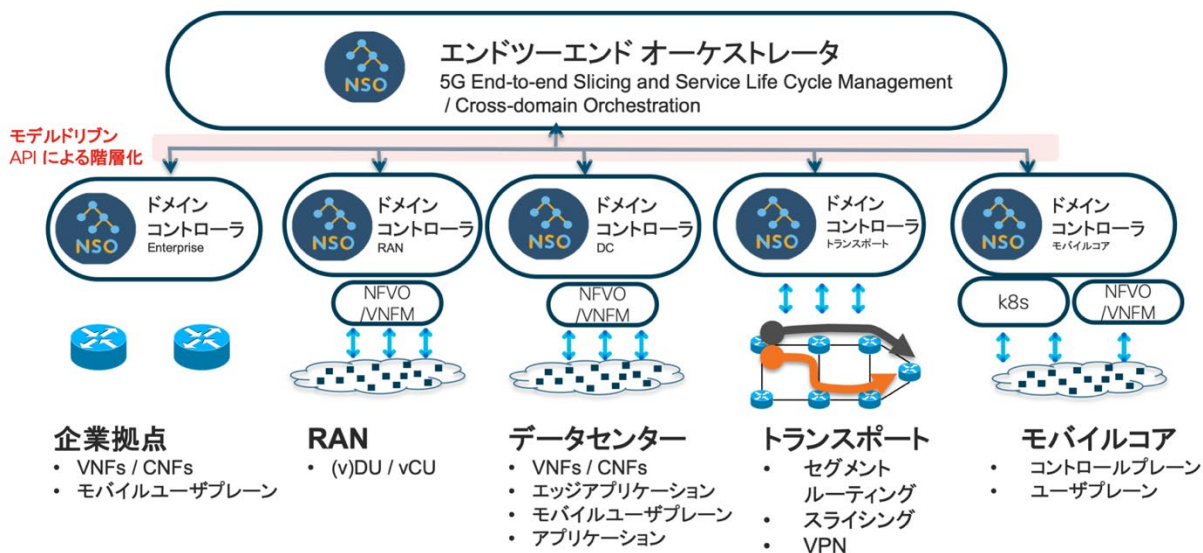 エンドツーエンド オーケストレータ
NSO
5G End-to-end Slicing and Service Life Cycle Management
/ Cross-domain Orchestration
モデルドリブン
API による階層化
NSO
ドメイン
コントローラ
Enterprise
NSO
ドメイン
コントローラ
RAN
NSO
ドメイン
コントローラ
DC
NSO
ドメイン
コントローラ
トランスポート
NSO
ドメイン
コントローラ
モバイルコア
NFVO
/VNFM
NFVO
/VNFM
k8s
NFVO
/VNFM
企業拠点
• VNFs / CNFs
• モバイルユーザプレーン
RAN
• (v)DU / vCU
データセンター
• VNFs / CNFs
• エッジアプリケーション
• モバイルユーザプレーン
• アプリケーション
トランスポート
• セグメント
ルーティング
• スライシング
• VPN
モバイルコア
• コントロールプレーン
• ユーザプレーン